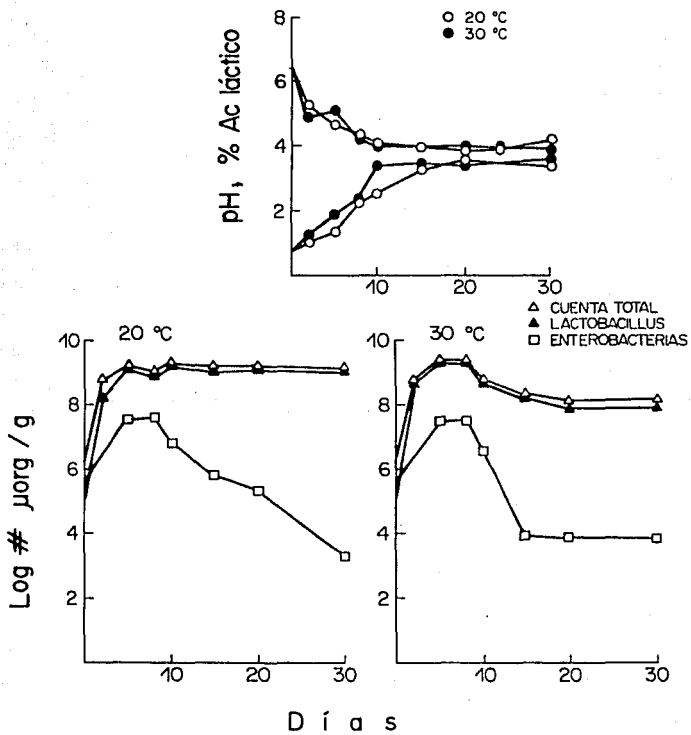 8
6
4
2
pH, % Ac láctico
20 °C
30 °C
10 20 30
CUENTA TOTAL
LACTOBACILLUS
ENTEROBACTERIAS
20 °C
30 °C
10
8
6
4
2
10
8
6
4
2
Log # µorg / g
10 20 30
10 20 30
Días